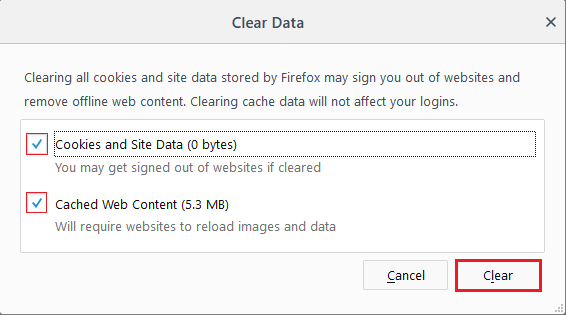 Clear Data
Clearing all cookies and site data stored by Firefox may sign you out of websites and
remove offline web content. Clearing cache data will not affect your logins.
Cookies and Site Data (0 bytes)
You may get signed out of websites if cleared
Cached Web Content (5.3 MB)
Will require websites to reload images and data
Cancel
Clear